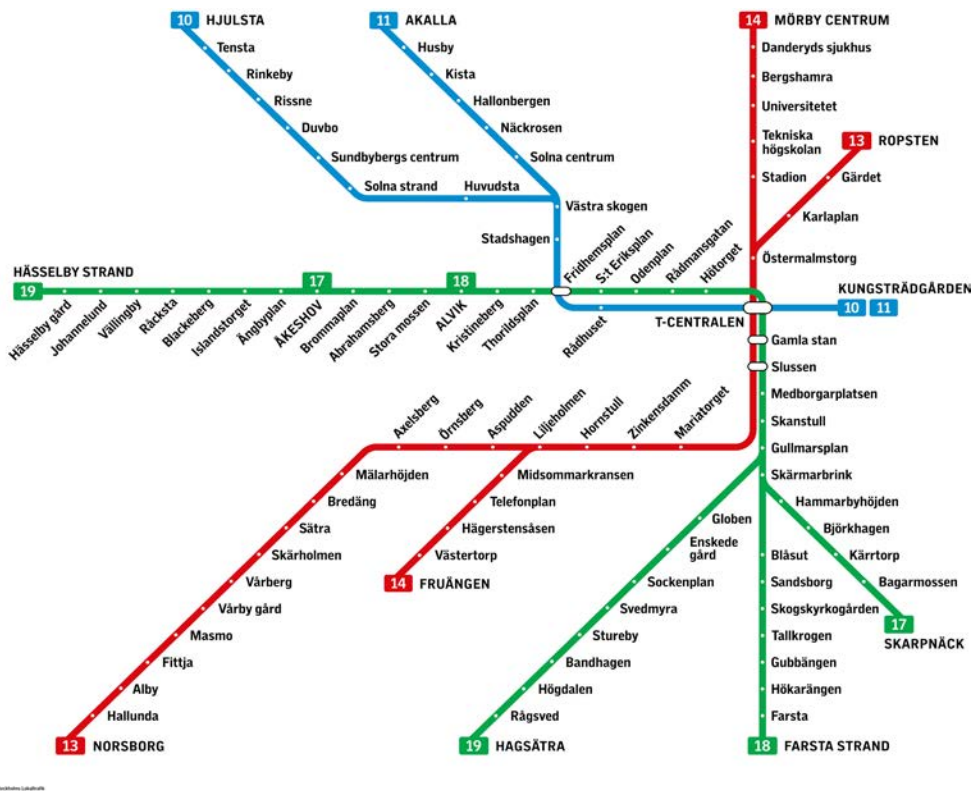 10 HJULSTA
Tensta
Rinkeby
Rissne
Duvbo
Sundbybergs centrum
Solna strand
Huvudsta
11 AKALLA
Husby
Kista
Hallonbergen
Näckrosen
Solna centrum
Västra skogen
Stadshagen
14 MÖRBY CENTRUM
Danderyds sjukhus
Bergshamra
Universitetet
Tekniska
högskolan
Stadion
13 ROPSTEN
Gärdet
Karlaplan
Östermalmstorg
HÄSSELBY STRAND
19
Hässelby gård
Johannelund
Vällingby
Råcksta
Blackeberg
Islandstorget
Ängbyplan
17
ÅKESHOV
Brommaplan
Abrahamsberg
Stora mossen
18
ALVIK
Kristineberg
Thorildsplan
Fridhemsplan
S:t Eriksplan
Odenplan
Rådmansgatan
Hötorget
Rådhuset
T-CENTRALEN
KUNGSTRÄDGÅRDEN
10 11
Gamla stan
Slussen
Medborgarplatsen
Skanstull
Gullmarsplan
Skärmarbrink
Axelsberg
Örnsberg
Aspudden
Liljeholmen
Hornstull
Zinkensdamm
Mariatorget
Mälarhöjden
Bredäng
Sätra
Skärholmen
Vårberg
Vårby gård
Masmo
Fittja
Alby
Hallunda
13 NORSBORG
Midsommarkransen
Telefonplan
Hägerstensåsen
Västertorp
14 FRUÄNGEN
Globen
Enskede
gård
Sockenplan
Svedmyra
Stureby
Bandhagen
Högdalen
Rågsved
19 HAGSÄTRA
Blåsut
Sandsborg
Skogskyrkogården
Tallkrogen
Gubbängen
Hökarängen
Farsta
18 FARSTA STRAND
Hammarbyhöjden
Björkhagen
Kärrtorp
Bagarmossen
17
SKARPNÄCK